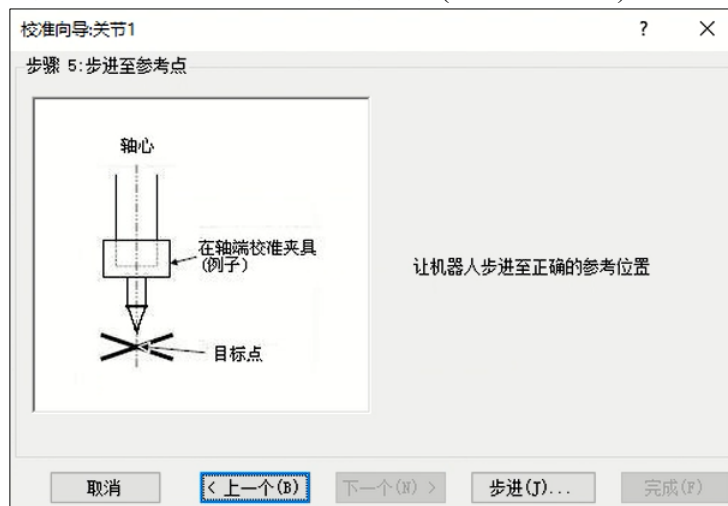 校准向导:关节1
步骤 5:步进至参考点
轴心
在轴端校准夹具
(例子)
让机器人步进至正确的参考位置
目标点
取消
< 上一个(B)
下一个(N) >
步进(J)...
完成(F)